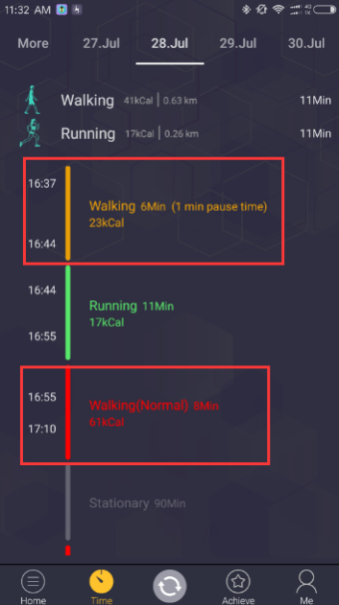 11:32 AM
More 27.Jul 28.Jul 29.Jul 30.Jul
Walking 41kCal | 0.63 km 11Min
Running 17kCal | 0.26 km 11Min
16:37
Walking 6Min (1 min pause time)
23kCal
16:44
16:44
Running 11Min
17kCal
16:55
16:55
Walking(Normal) 6Min
61kCal
17:10
Stationary 90Min
Home Time Achieve Me